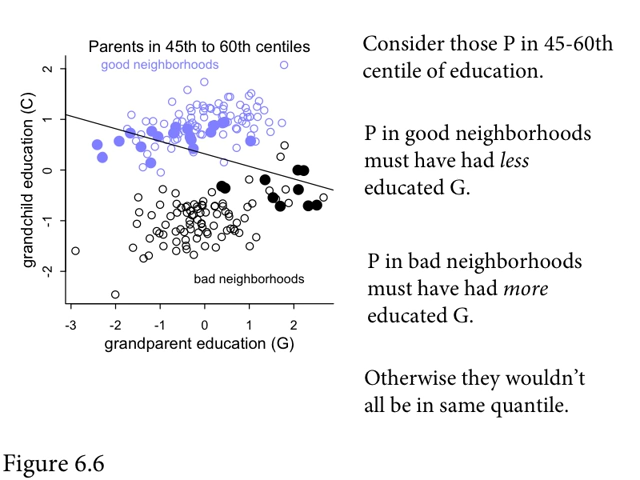 Parents in 45th to 60th centiles
good neighborhoods
2
1
0
-1
-2
grandchild education (C)
bad neighborhoods
-3
-2
-1
0
1
2
grandparent education (G)
Consider those P in 45-60th
centile of education.
P in good neighborhoods
must have had less
educated G.
P in bad neighborhoods
must have had more
educated G.
Otherwise they wouldn’t
all be in same quantile.
Figure 6.6